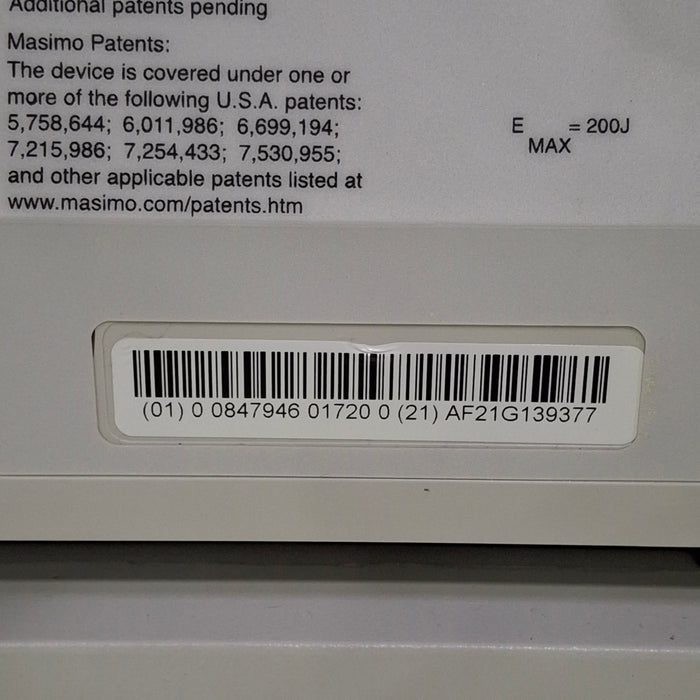 Additional patents pending
Masimo Patents:
The device is covered under one or
more of the following U.S.A. patents:
5,758,644; 6,011,986; 6,699,194;
7,215,986; 7,254,433; 7,530,955;
and other applicable patents listed at
www.masimo.com/patents.htm
E MAX = 200J
(01) 0 0847946 01720 0 (21) AF21G139377